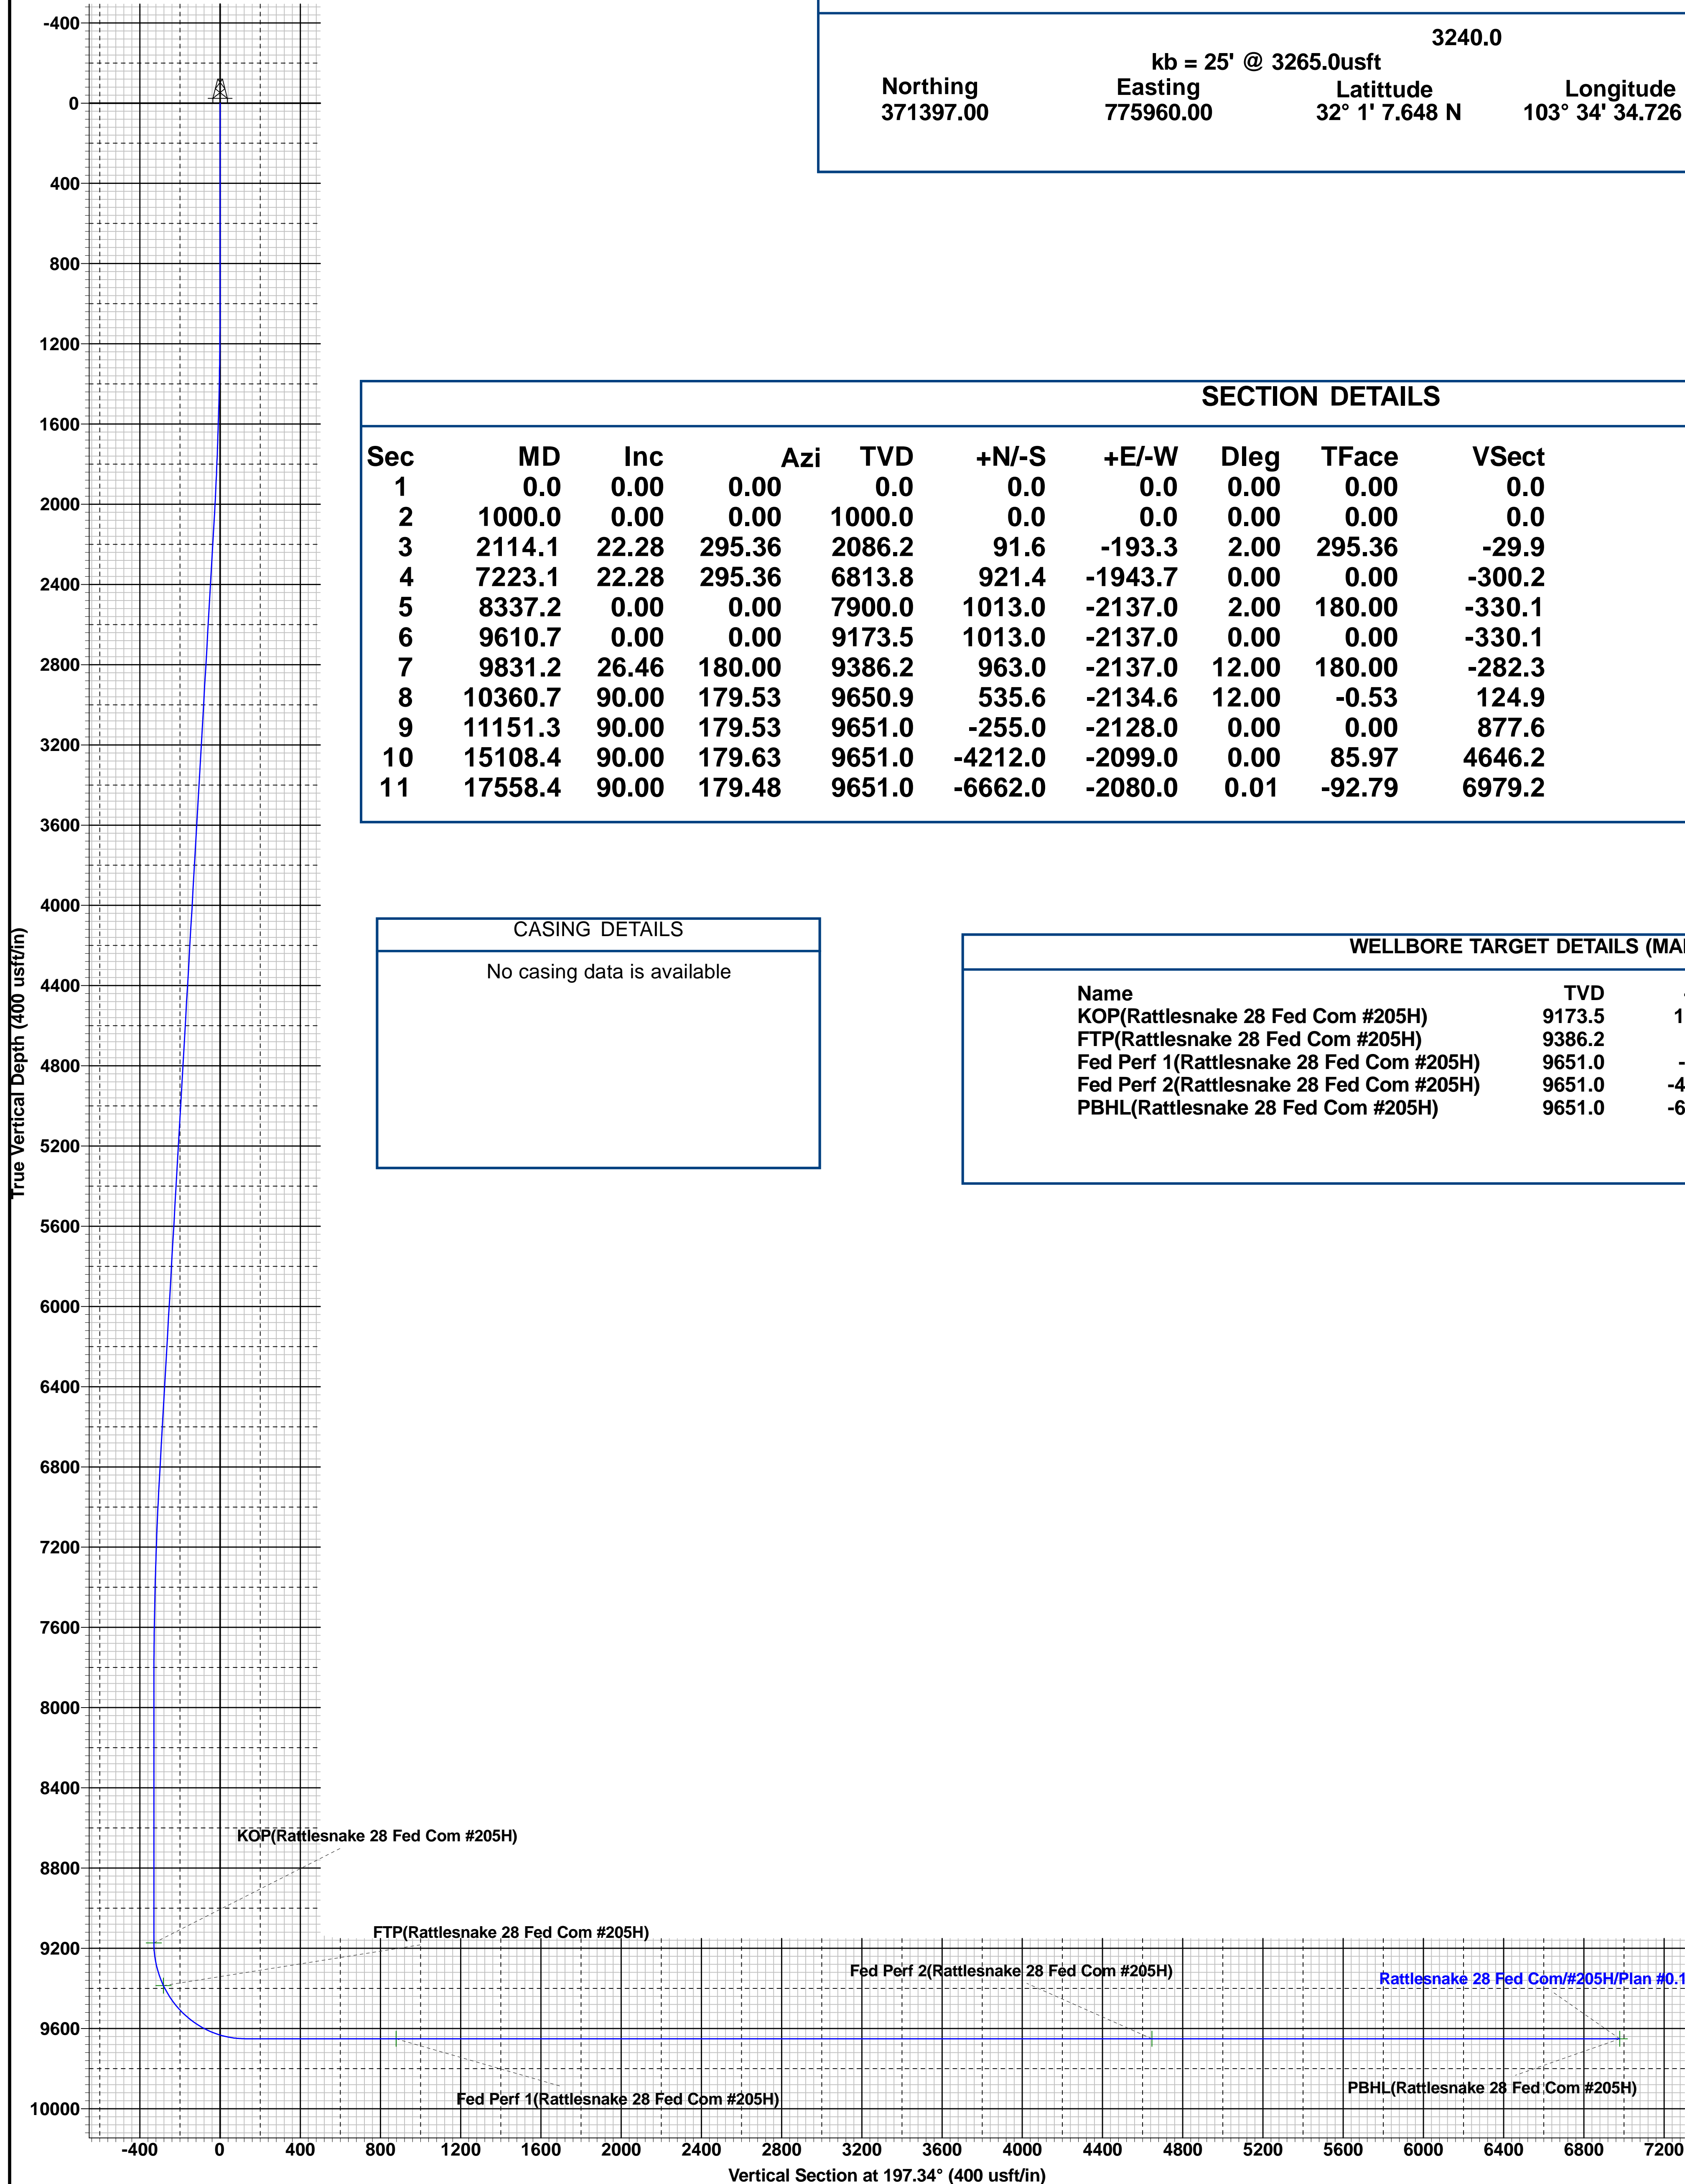 3240.0
kb = 25' @ 3265.0usft
Northing Easting Latittude Longitude
371397.00 775960.00 32° 1' 7.648 N 103° 34' 34.726
SECTION DETAILS
Sec MD Inc Azi TVD +N/-S +E/-W Dleg TFace VSect
1 0.0 0.00 0.00 0.0 0.0 0.0 0.00 0.00 0.0
2 1000.0 0.00 0.00 1000.0 0.0 0.0 0.00 0.00 0.0
3 2114.1 22.28 295.36 2086.2 91.6 -193.3 2.00 295.36 -29.9
4 7223.1 22.28 295.36 6813.8 921.4 -1943.7 0.00 0.00 -300.2
5 8337.2 0.00 0.00 7900.0 1013.0 -2137.0 2.00 180.00 -330.1
6 9610.7 0.00 0.00 9173.5 1013.0 -2137.0 0.00 0.00 -330.1
7 9831.2 26.46 180.00 9386.2 963.0 -2137.0 12.00 180.00 -282.3
8 10360.7 90.00 179.53 9650.9 535.6 -2134.6 12.00 -0.53 124.9
9 11151.3 90.00 179.53 9651.0 -255.0 -2128.0 0.00 0.00 877.6
10 15108.4 90.00 179.63 9651.0 -4212.0 -2099.0 0.00 85.97 4646.2
11 17558.4 90.00 179.48 9651.0 -6662.0 -2080.0 0.01 -92.79 6979.2
CASING DETAILS
No casing data is available
WELLBORE TARGET DETAILS
Name TVD
KOP(Rattlesnake 28 Fed Com #205H) 9173.5 1
FTP(Rattlesnake 28 Fed Com #205H) 9386.2
Fed Perf 1(Rattlesnake 28 Fed Com #205H) 9651.0 -
Fed Perf 2(Rattlesnake 28 Fed Com #205H) 9651.0 -4
PBHL(Rattlesnake 28 Fed Com #205H) 9651.0 -6
True Vertical Depth (400 usft/in)
-400
0
400
800
1200
1600
2000
2400
2800
3200
3600
4000
4400
4800
5200
5600
6000
6400
6800
7200
7600
8000
8400
8800
9200
9600
10000
KOP(Rattlesnake 28 Fed Com #205H)
FTP(Rattlesnake 28 Fed Com #205H)
Fed Perf 2(Rattlesnake 28 Fed Com #205H)
Rattlesnake 28 Fed Com/#205H/Plan #0.1
PBHL(Rattlesnake 28 Fed Com #205H)
Fed Perf 1(Rattlesnake 28 Fed Com #205H)
-400 0 400 800 1200 1600 2000 2400 2800 3200 3600 4000 4400 4800 5200 5600 6000 6400 6800 7200
Vertical Section at 197.34° (400 usft/in)